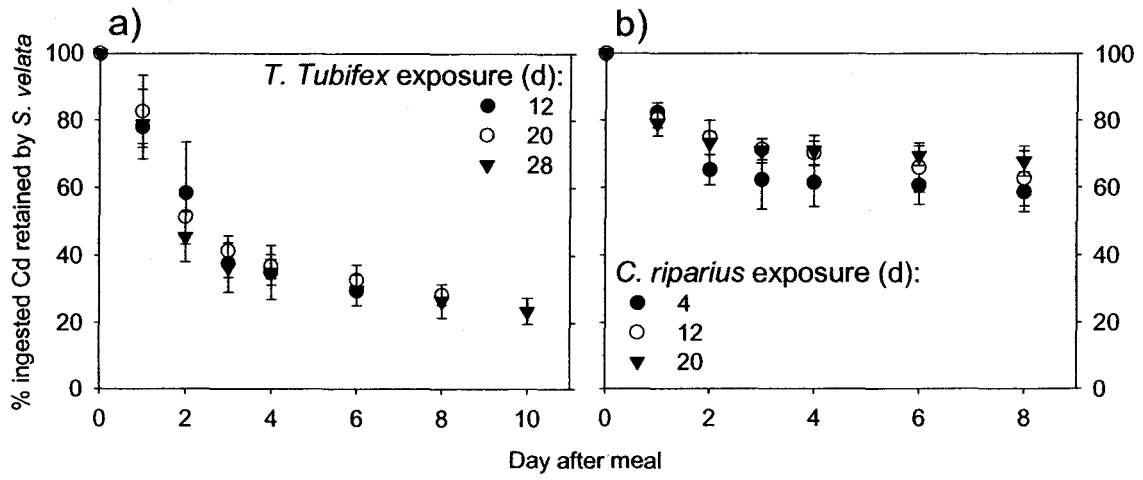 a)
b)
T. Tubifex exposure (d):
12
20
28
C. riparius exposure (d):
4
12
20
% ingested Cd retained by S. velata
100
80
60
40
20
0
0 2 4 6 8 10
0 2 4 6 8
100
80
60
40
20
0
Day after meal